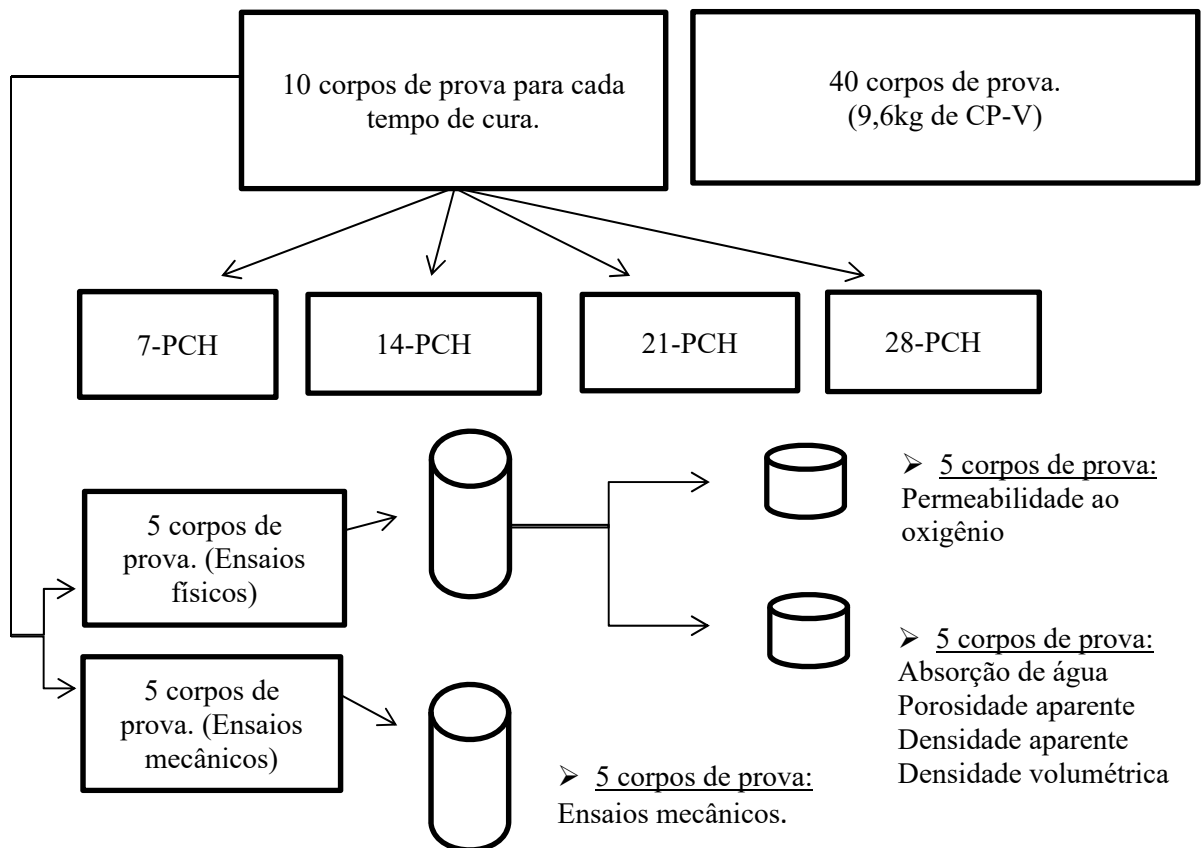 10 corpos de prova para cada
tempo de cura.
40 corpos de prova.
(9,6kg de CP-V)
7-PCH
14-PCH
21-PCH
28-PCH
5 corpos de
prova. (Ensaios
físicos)
➢ 5 corpos de prova:
Permeabilidade ao
oxigênio
➢ 5 corpos de prova:
Absorção de água
Porosidade aparente
Densidade aparente
Densidade volumétrica
5 corpos de
prova. (Ensaios
mecânicos)
➢ 5 corpos de prova:
Ensaios mecânicos.